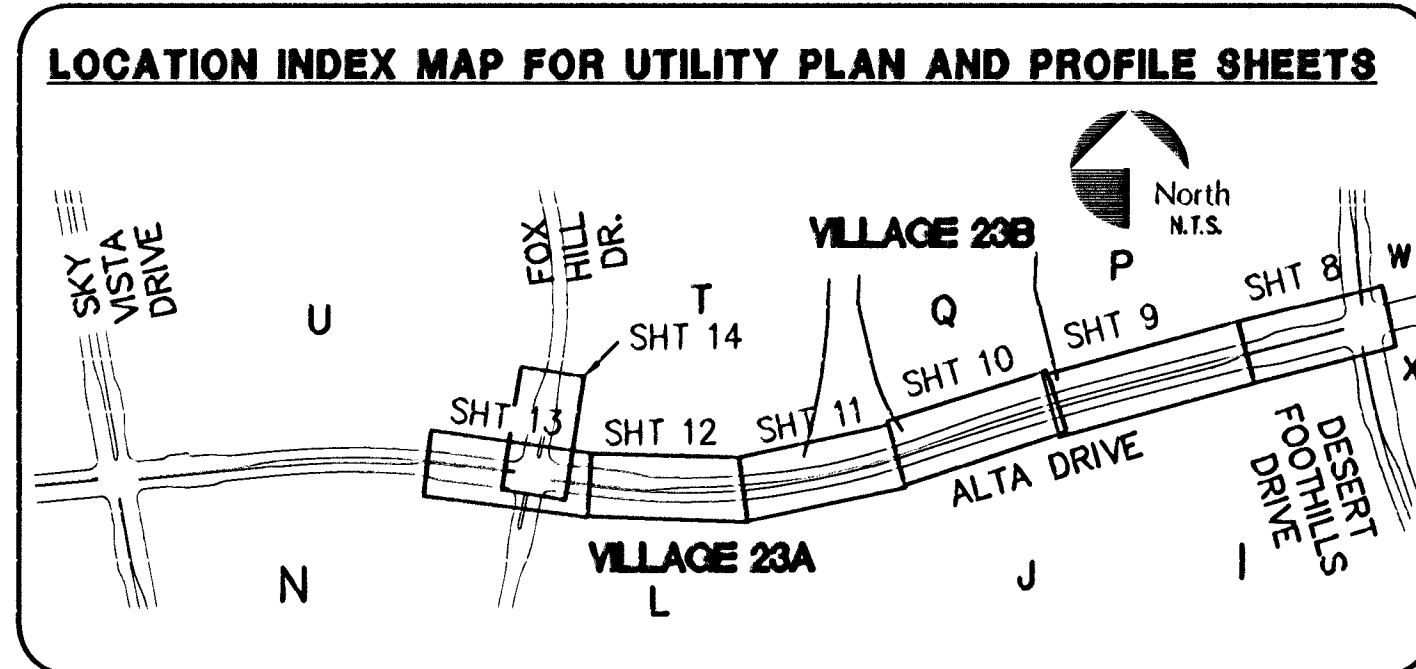 LOCATION INDEX MAP FOR UTILITY PLAN AND PROFILE SHEETS
North
N.T.S.
SKY
VISTA
DRIVE
U
FOX
HILL
DR.
T
SHT 14
VILLAGE 23B
Q
P
W
X
SHT 13
SHT 12
SHT 11
SHT 10
SHT 9
SHT 8
ALTA DRIVE
DESERT
FOOTHILLS
DRIVE
N
VILLAGE 23A
L
J
I